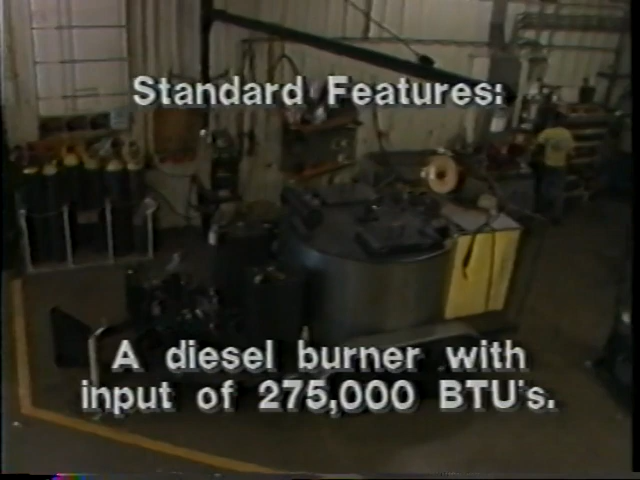 Standard Features:
A diesel burner with
input of 275,000 BTU's.